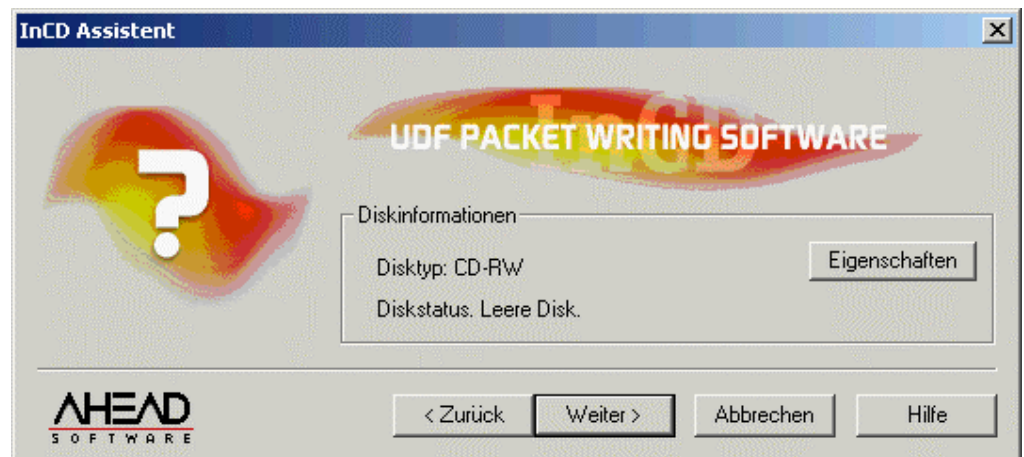 InCD Assistent
?
InCD
UDF PACKET WRITING SOFTWARE
Diskinformationen
Disktyp: CD-RW
Eigenschaften
Diskstatus. Leere Disk.
AHEAD
SOFTWARE
< Zurück
Weiter >
Abbrechen
Hilfe